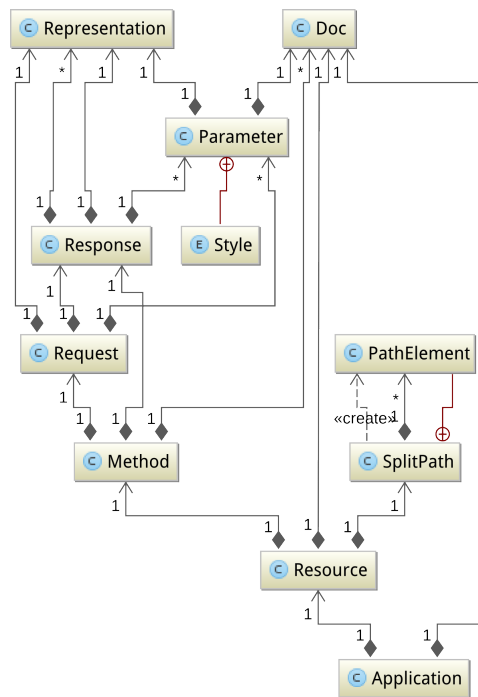 C Representation
C Doc
1 * 1 1 1 * 1 1
1 1
C Parameter
* *
1 1 1
C Response
E Style
1 1
1 1 1
C Request
C PathElement
1 *
«create» 1
1 1 1
C Method
C SplitPath
1 1
1 1 1
C Resource
1
1 1
C Application